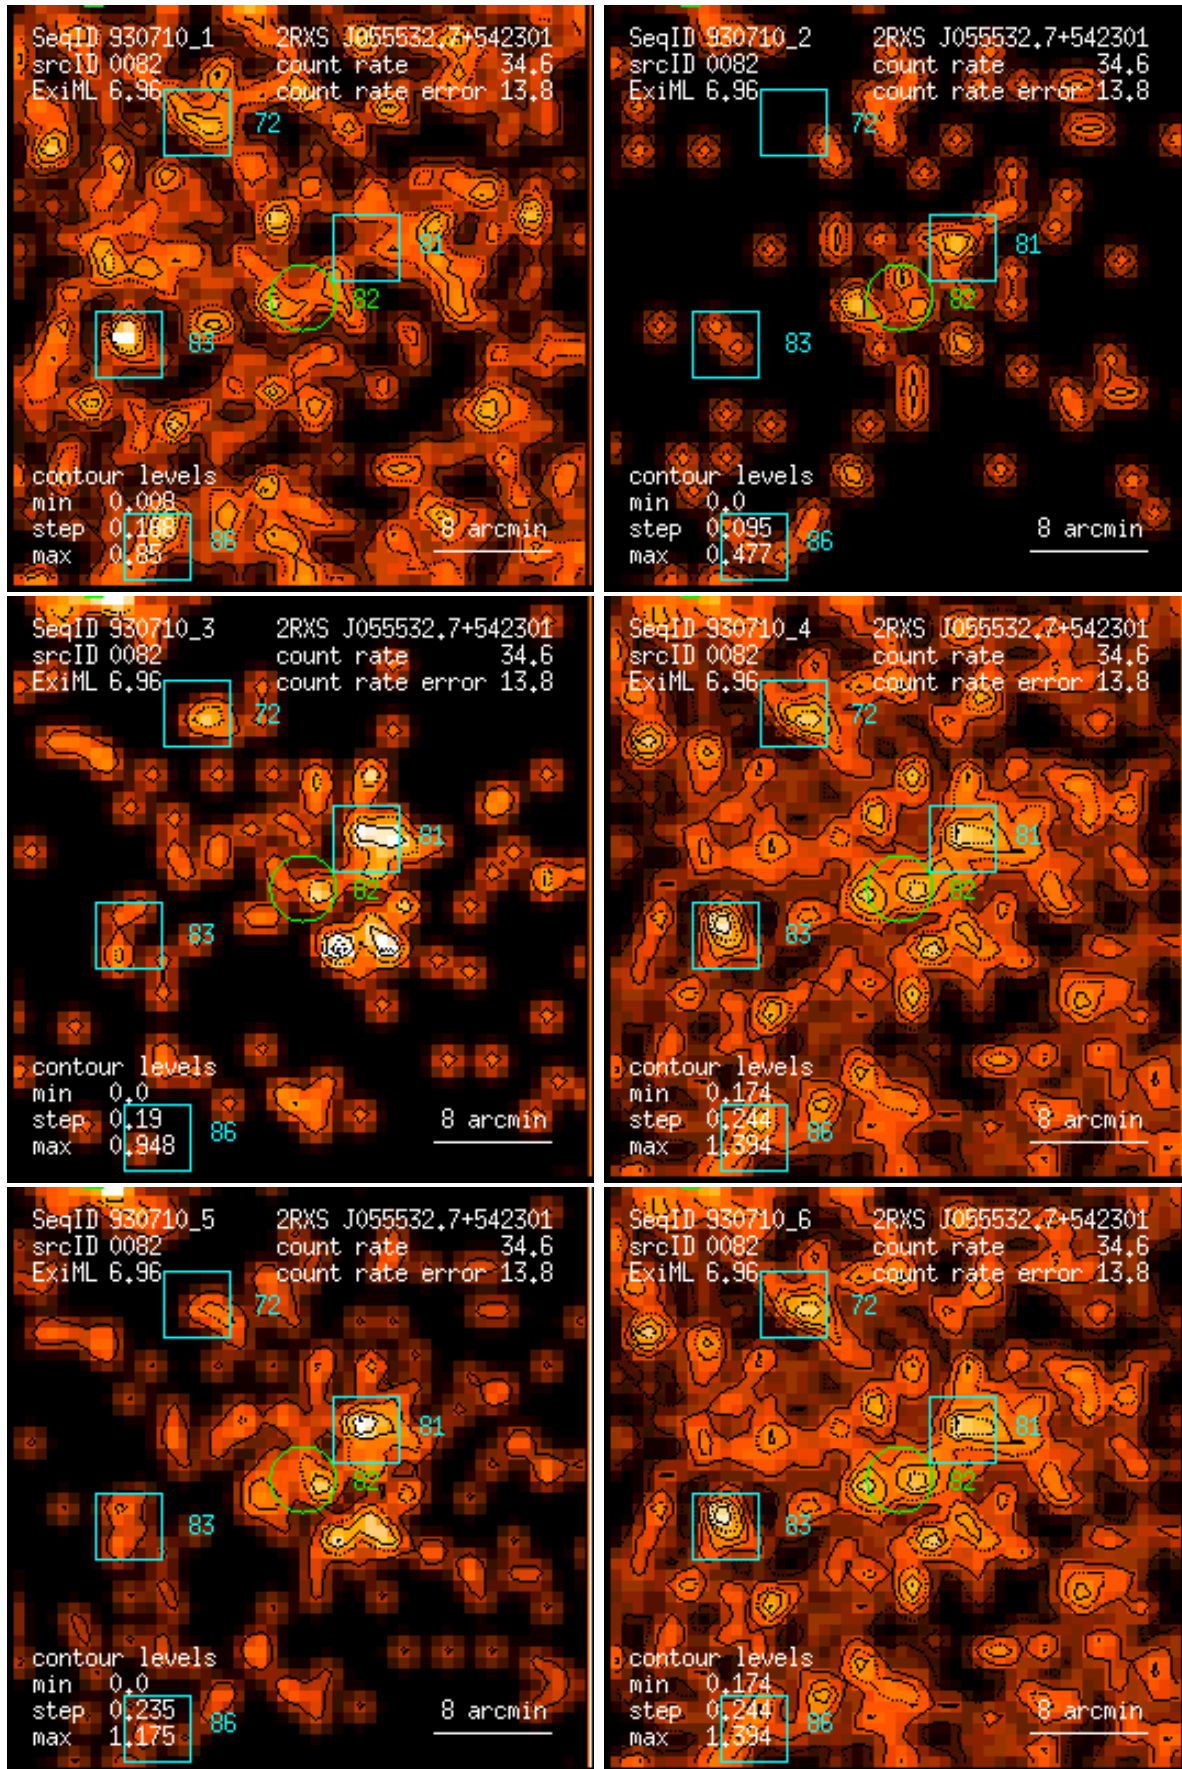 SeqID 930710_1 2RXS J055532.7+542301
srcID 0082 count rate 34.6
ExiML 6.96 count rate error 13.8
72
81
82
83
contour levels
min 0.008
step 0.168 8 arcmin
86
max 0.85
SeqID 930710_2 2RXS J055532.7+542301
srcID 0082 count rate 34.6
ExiML 6.96 count rate error 13.8
72
81
82
83
contour levels
min 0.0
step 0.095 8 arcmin
86
max 0.477
SeqID 930710_3 2RXS J055532.7+542301
srcID 0082 count rate 34.6
ExiML 6.96 count rate error 13.8
72
81
82
83
contour levels
min 0.0
step 0.19 8 arcmin
86
max 0.948
SeqID 930710_4 2RXS J055532.7+542301
srcID 0082 count rate 34.6
ExiML 6.96 count rate error 13.8
72
81
82
83
contour levels
min 0.174
step 0.244 8 arcmin
86
max 1.394
SeqID 930710_5 2RXS J055532.7+542301
srcID 0082 count rate 34.6
ExiML 6.96 count rate error 13.8
72
81
82
83
contour levels
min 0.0
step 0.235 8 arcmin
86
max 1.175
SeqID 930710_6 2RXS J055532.7+542301
srcID 0082 count rate 34.6
ExiML 6.96 count rate error 13.8
72
81
82
83
contour levels
min 0.174
step 0.244 8 arcmin
86
max 1.394